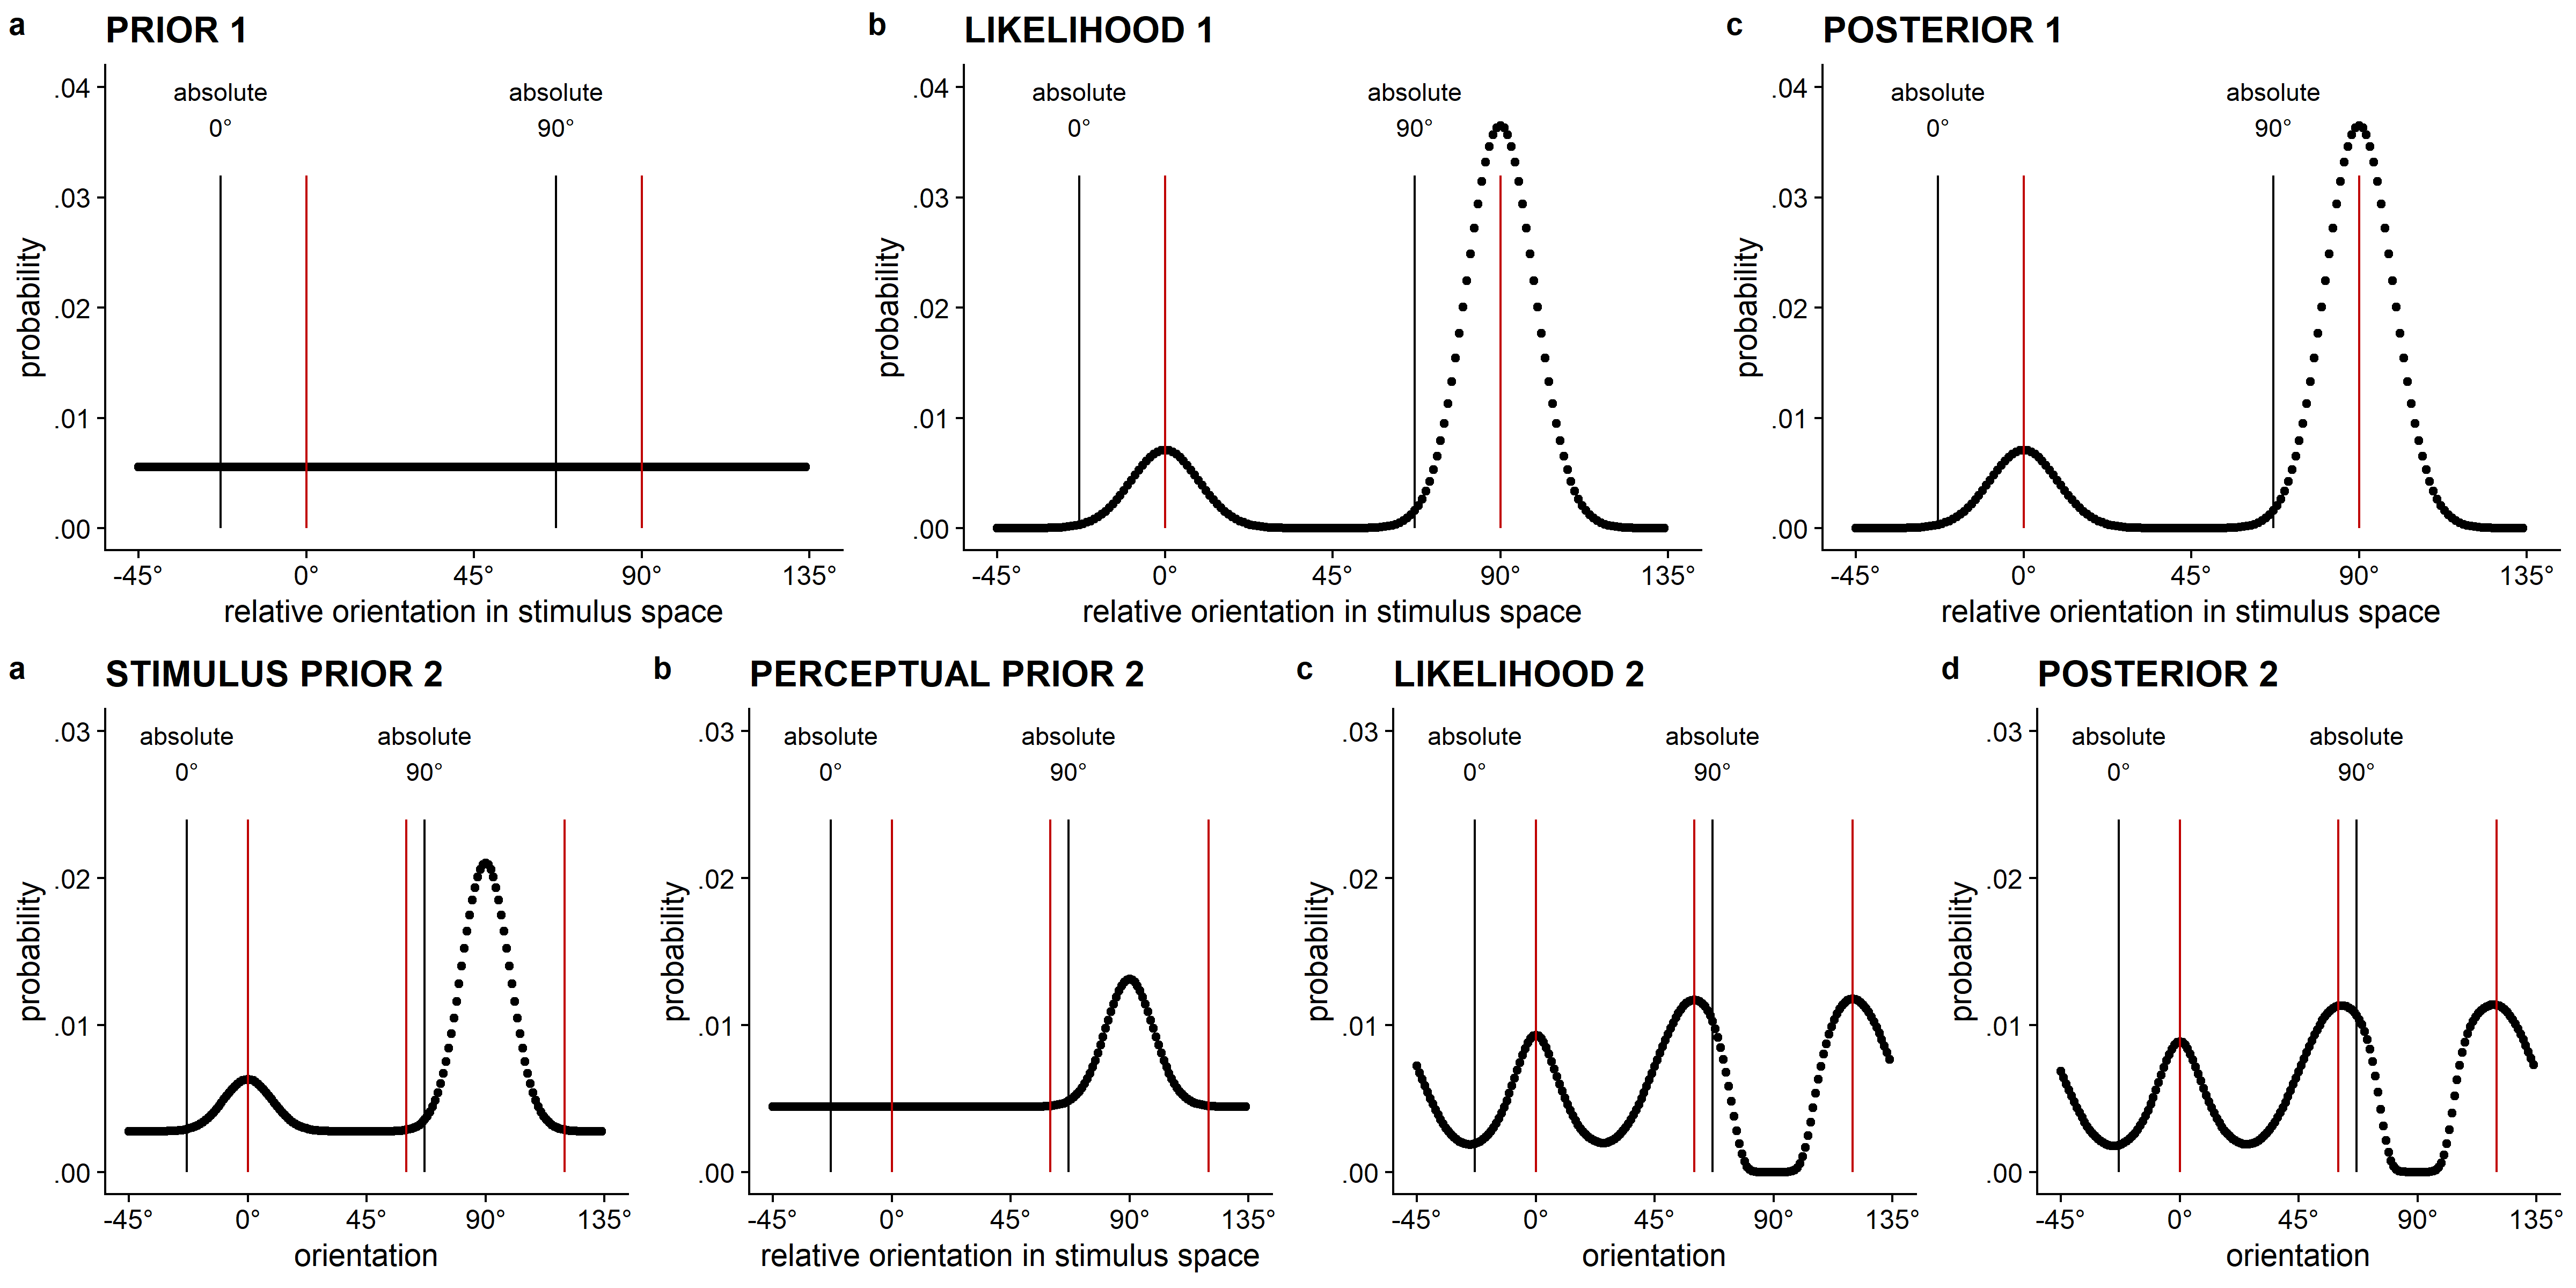 a PRIOR 1
absolute
0°
absolute
90°
.04
.03
.02
.01
.00
probability
-45° 0° 45° 90° 135°
relative orientation in stimulus space
b LIKELIHOOD 1
absolute
0°
absolute
90°
.04
.03
.02
.01
.00
probability
-45° 0° 45° 90° 135°
relative orientation in stimulus space
c POSTERIOR 1
absolute
0°
absolute
90°
.04
.03
.02
.01
.00
probability
-45° 0° 45° 90° 135°
relative orientation in stimulus space
a STIMULUS PRIOR 2
absolute
0°
absolute
90°
.03
.02
.01
.00
probability
-45° 0° 45° 90° 135°
orientation
b PERCEPTUAL PRIOR 2
absolute
0°
absolute
90°
.03
.02
.01
.00
probability
-45° 0° 45° 90° 135°
relative orientation in stimulus space
c LIKELIHOOD 2
absolute
0°
absolute
90°
.03
.02
.01
.00
probability
-45° 0° 45° 90° 135°
orientation
d POSTERIOR 2
absolute
0°
absolute
90°
.03
.02
.01
.00
probability
-45° 0° 45° 90° 135°
orientation